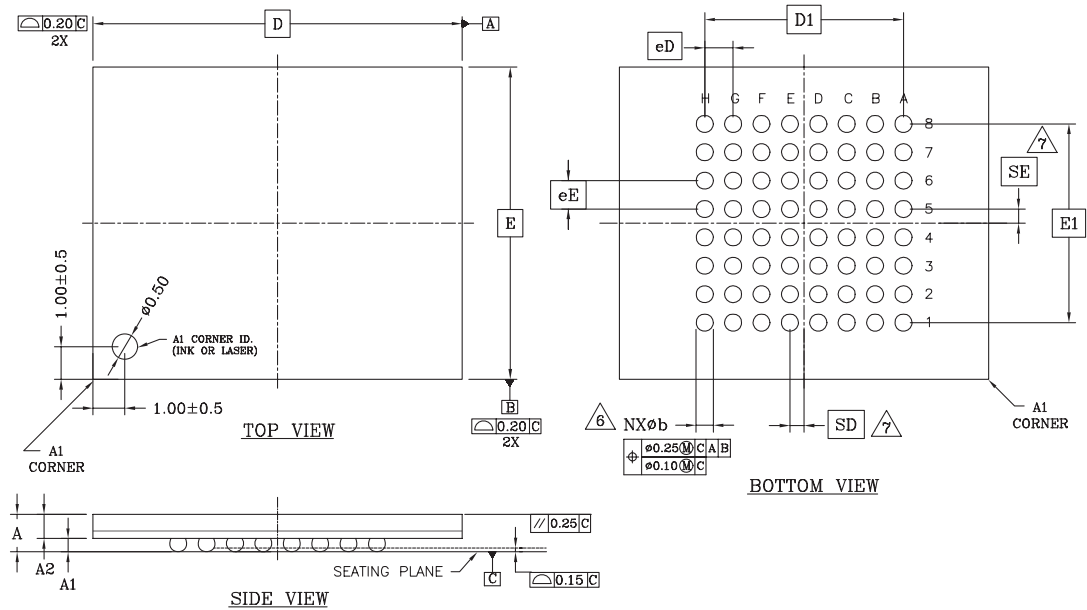 ⌓ 0.20 C
2X
D
A
E
1.00±0.5
ø0.50
A1 CORNER ID.
(INK OR LASER)
1.00±0.5
B
⌓ 0.20 C
2X
A1
CORNER
TOP VIEW
D1
eD
H G F E D C B A
8
7
6
5
4
3
2
1
eE
7
SE
E1
6
NXøb
⌖ ø0.25Ⓜ C A B
ø0.10Ⓜ C
SD
7
A1
CORNER
BOTTOM VIEW
A
A2
A1
// 0.25 C
SEATING PLANE
C
⌓ 0.15 C
SIDE VIEW